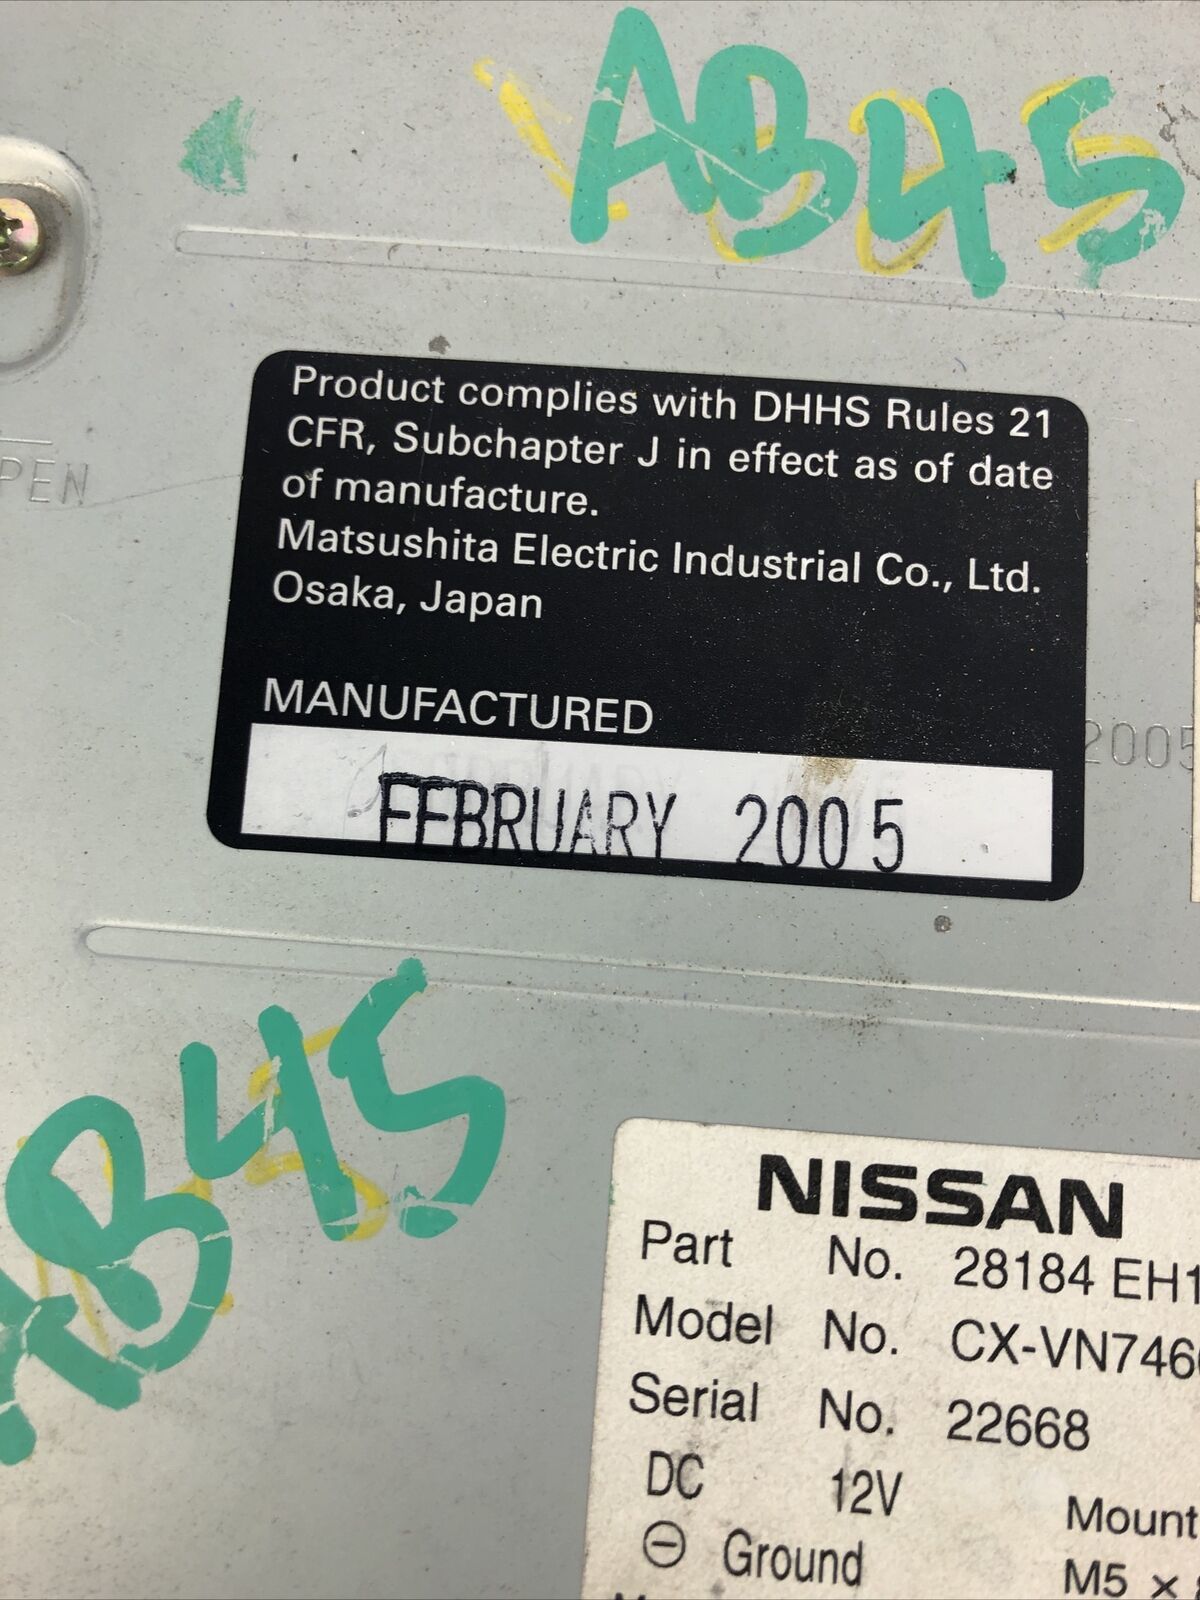 AB45
Product complies with DHHS Rules 21
CFR, Subchapter J in effect as of date
of manufacture.
Matsushita Electric Industrial Co., Ltd.
Osaka, Japan
MANUFACTURED
FEBRUARY 2005
PEN
2005
AB45
NISSAN
Part No. 28184 EH1
Model No. CX-VN746
Serial No. 22668
DC 12V Mount
⊖ Ground M5 ×